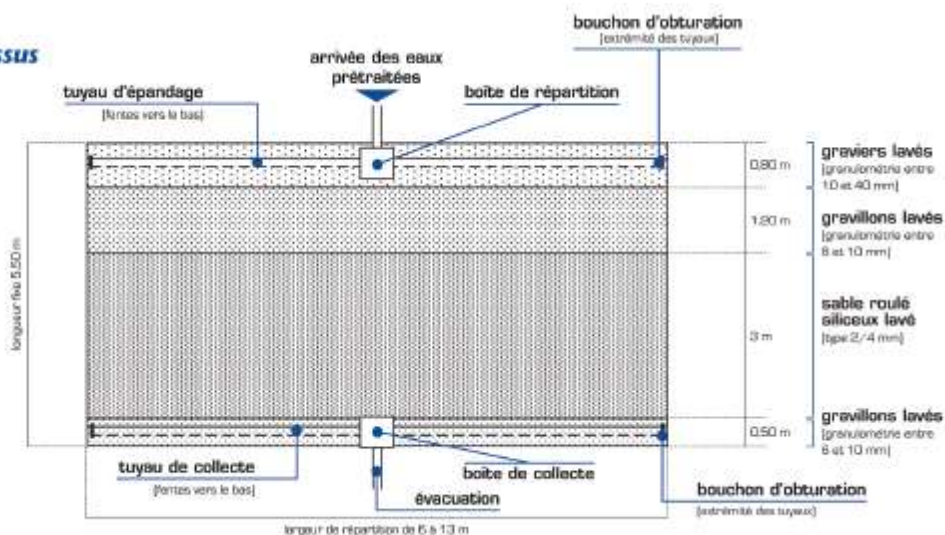 ssus
bouchon d'obturation
[extrémité des tuyaux]
arrivée des eaux
prétraitées
tuyau d'épandage
[fentes vers le bas]
boîte de répartition
longueur fixe 5.50 m
0,80 m
graviers lavés
[granulométrie entre
10 et 40 mm]
1.20 m
gravillons lavés
[granulométrie entre
6 et 10 mm]
3 m
sable roulé
siliceux lavé
[type 2/4 mm]
0,50 m
gravillons lavés
[granulométrie entre
6 et 10 mm]
tuyau de collecte
[fentes vers le bas]
boîte de collecte
évacuation
bouchon d'obturation
[extrémité des tuyaux]
largeur de répartition de 6 à 13 m